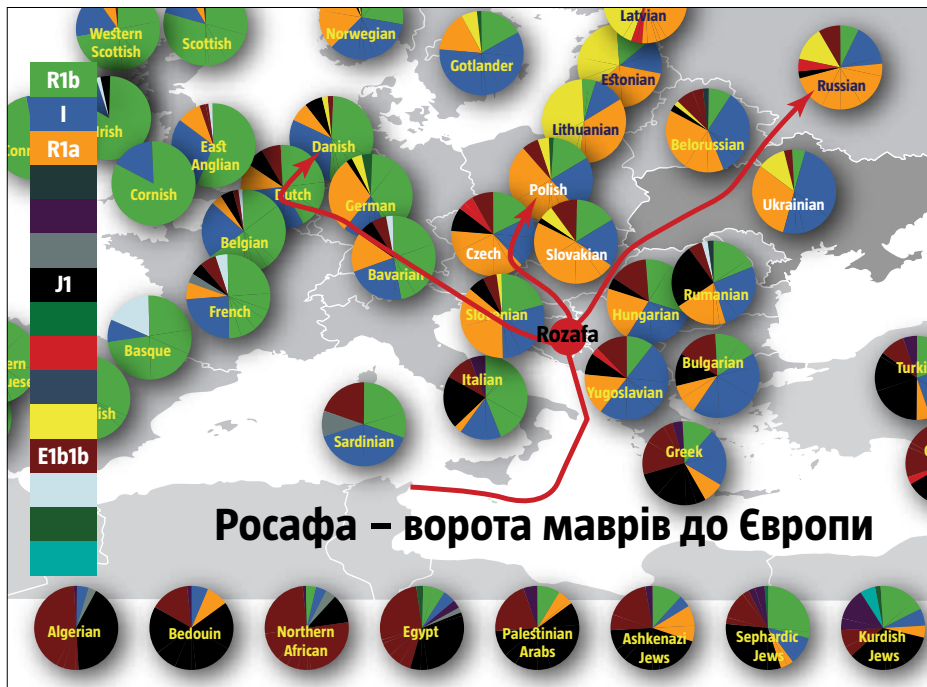 Western
Scottish
Scottish
Norwegian
Gotlander
Latvian
Estonian
Russian
R1b
I
R1a
J1
E1b1b
Irish
East
Anglian
Danish
Lithuanian
Belorussian
Cornish
Dutch
German
Polish
Ukrainian
Belgian
Bavarian
Czech
Slovakian
French
Slovenian
Rozafa
Hungarian
Rumanian
Basque
Italian
Yugoslavian
Bulgarian
Sardinian
Greek
Росафа – ворота маврів до Європи
Algerian
Bedouin
Northern
African
Egypt
Palestinian
Arabs
Ashkenazi
Jews
Sephardic
Jews
Kurdish
Jews